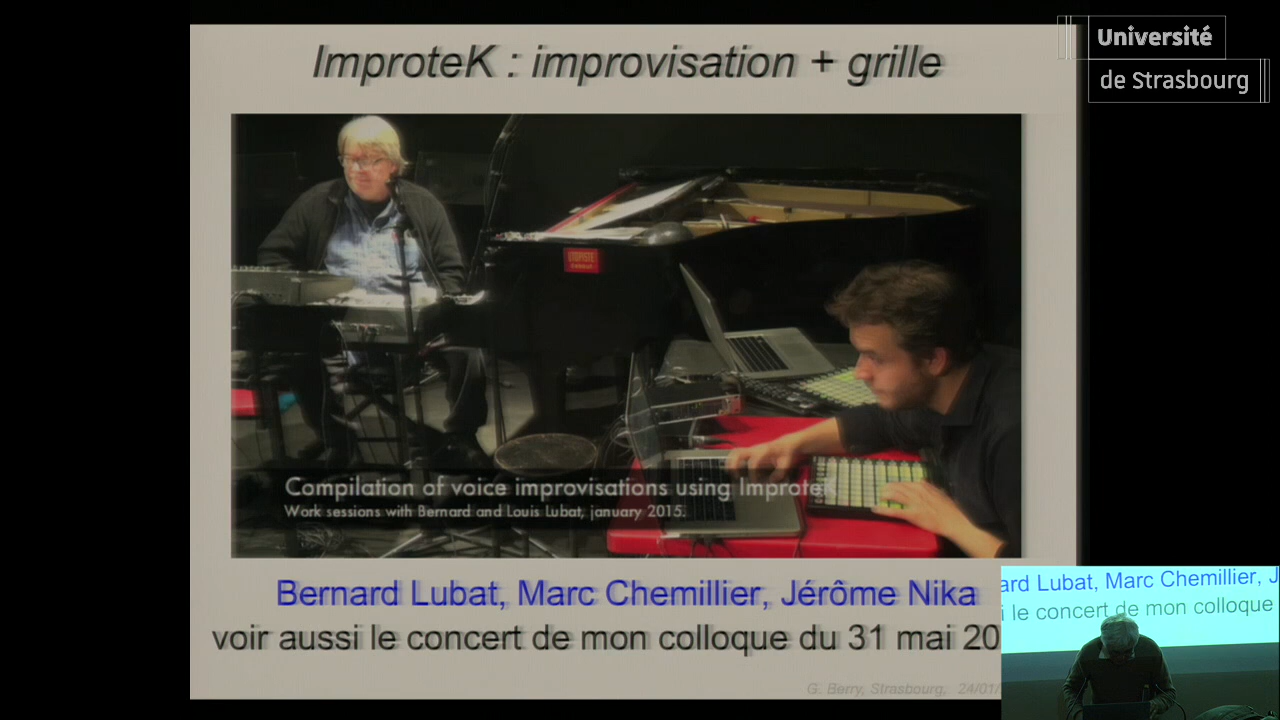 ImproteK : improvisation + grille
Université
de Strasbourg
UTOPISTE
Compilation of voice improvisations using ImproteK
Work sessions with Bernard and Louis Lubat, january 2015.
Bernard Lubat, Marc Chemillier, Jérôme Nika
voir aussi le concert de mon colloque du 31 mai 20
G. Berry, Strasbourg, 24/01/
ard Lubat, Marc Chemillier, J
i le concert de mon colloque